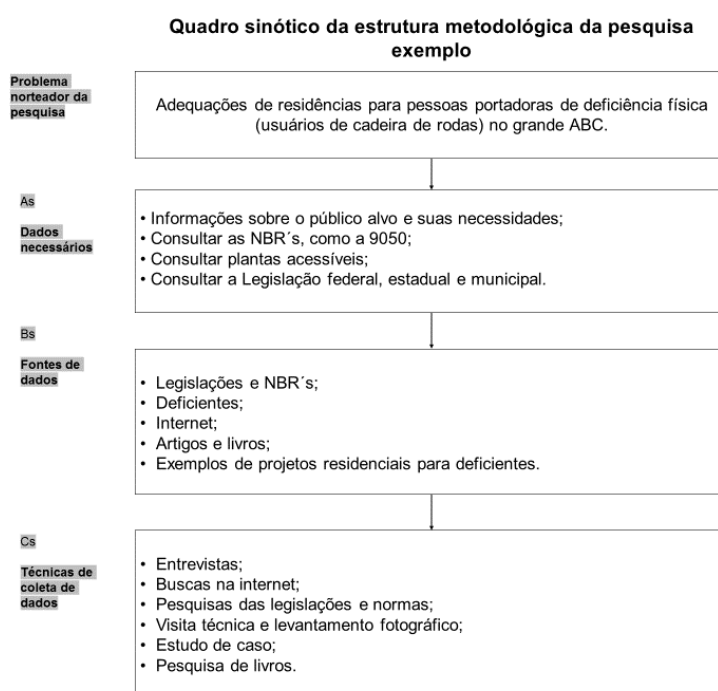 Quadro sinótico da estrutura metodológica da pesquisa
exemplo
Problema
norteador da
pesquisa
Adequações de residências para pessoas portadoras de deficiência física
(usuários de cadeira de rodas) no grande ABC.
As
Dados
necessários
• Informações sobre o público alvo e suas necessidades;
• Consultar as NBR´s, como a 9050;
• Consultar plantas acessíveis;
• Consultar a Legislação federal, estadual e municipal.
Bs
Fontes de
dados
• Legislações e NBR´s;
• Deficientes;
• Internet;
• Artigos e livros;
• Exemplos de projetos residenciais para deficientes.
Cs
Técnicas de
coleta de
dados
• Entrevistas;
• Buscas na internet;
• Pesquisas das legislações e normas;
• Visita técnica e levantamento fotográfico;
• Estudo de caso;
• Pesquisa de livros.